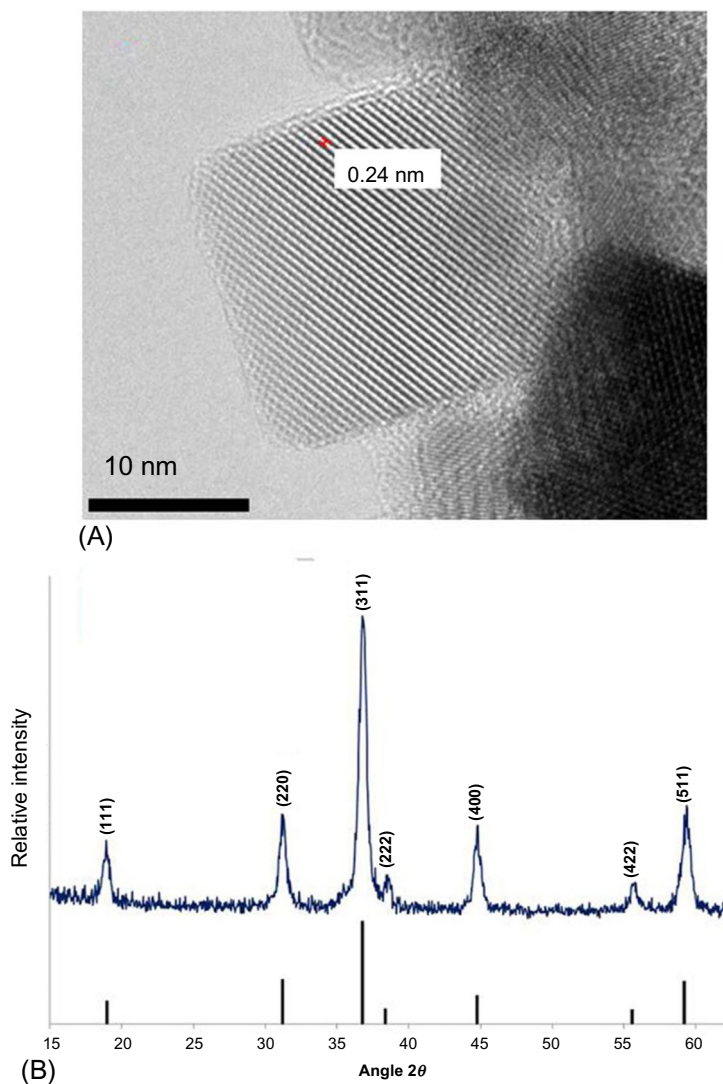 0.24 nm
10 nm
(A)
(111)
(220)
(311)
(222)
(400)
(422)
(511)
Relative intensity
15 20 25 30 35 40 45 50 55 60
Angle 2θ
(B)